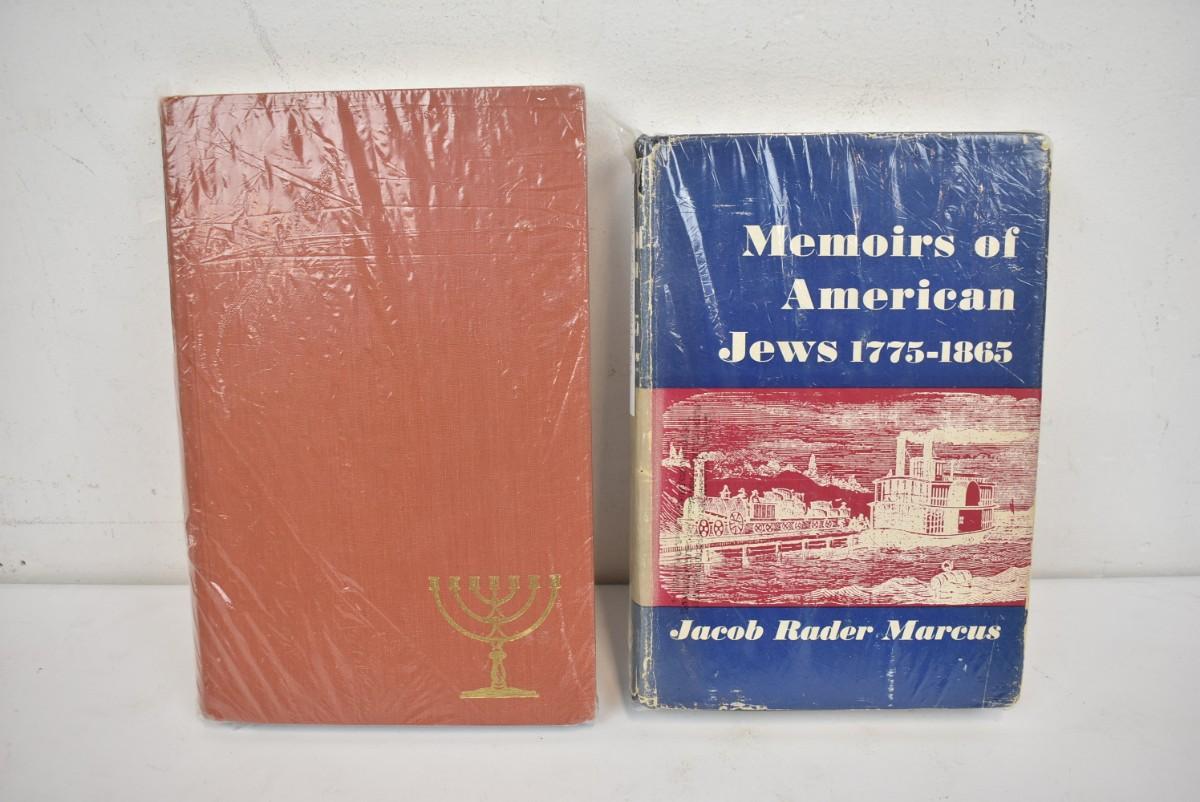 Memoirs of
American
Jews 1775-1865
Jacob Rader Marcus